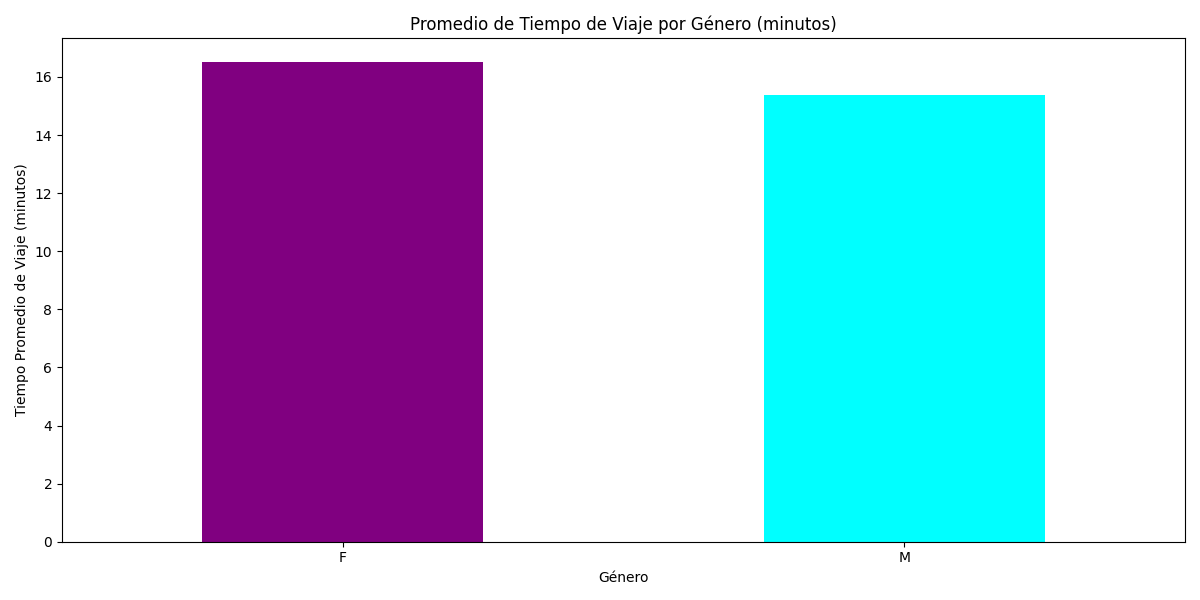 Promedio de Tiempo de Viaje por Género (minutos)
Tiempo Promedio de Viaje (minutos)
16
14
12
10
8
6
4
2
0
F
M
Género